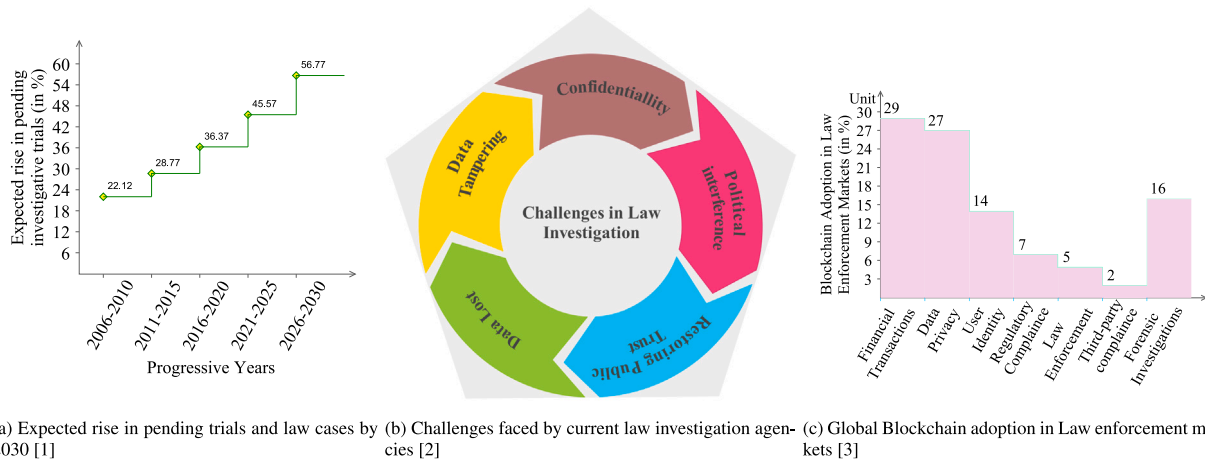 Expected rise in pending
investigative trials (in %)
60
54
48
42
36
30
24
18
12
6
22.12
28.77
36.37
45.57
56.77
2006-2010
2011-2015
2016-2020
2021-2025
2026-2030
Progressive Years
a) Expected rise in pending trials and law cases by
2030 [1]
Confidentiallity
Political
interference
Restoring Public
Trust
Data Lost
Data
Tampering
Challenges in Law
Investigation
(b) Challenges faced by current law investigation agen-
cies [2]
Blockchain Adoption in Law
Enforcement Markets (in %)
Unit
30
27
24
21
18
15
12
9
6
3
29
27
14
7
5
2
16
Financial
Transactions
Data
Privacy
User
Identity
Regulatory
Complaince
Law
Enforcement
Third-party
complaince
Forensic
Investigations
(c) Global Blockchain adoption in Law enforcement m
kets [3]